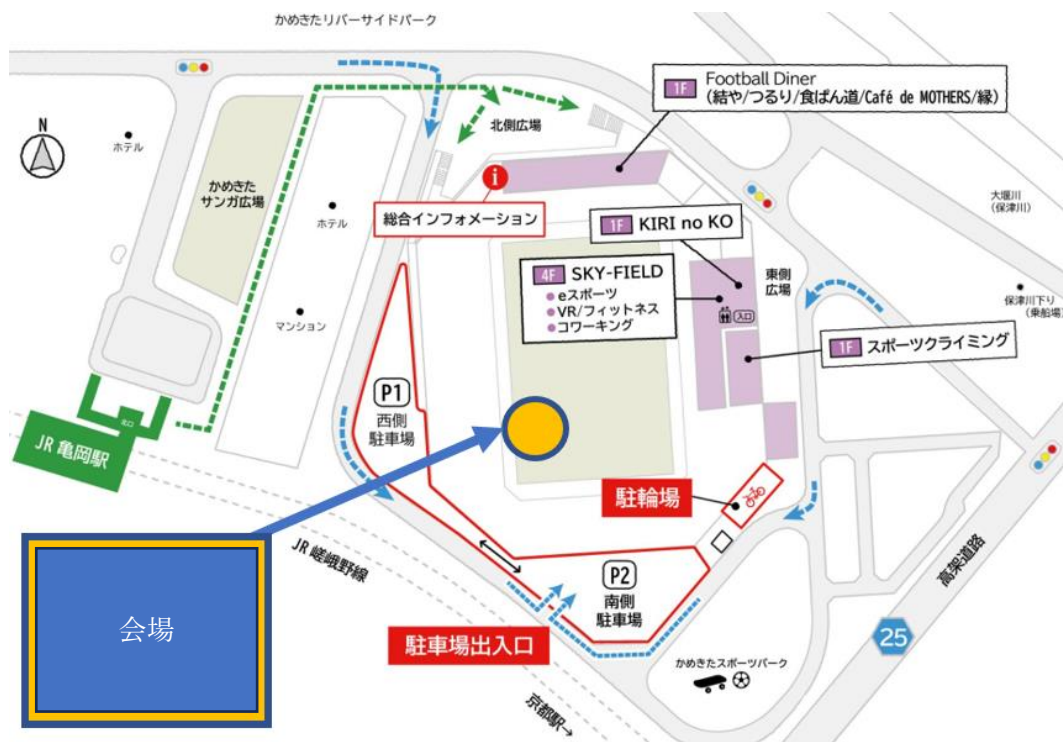 かめきたリバーサイドパーク
N
ホテル
かめきた
サンガ広場
ホテル
マンション
北側広場
1F Football Diner
(結や/つるり/食ぱん道/Café de MOTHERS/縁)
i
総合インフォメーション
1F KIRI no KO
4F SKY-FIELD
eスポーツ
VR/フィットネス
コワーキング
入口
東側
広場
大堰川
(保津川)
保津川下り
(乗船場)
1F スポーツクライミング
P1
西側
駐車場
北口
JR 亀岡駅
駐輪場
JR 嵯峨野線
P2
南側
駐車場
高架道路
会場
駐車場出入口
25
かめきたスポーツパーク
京都駅→